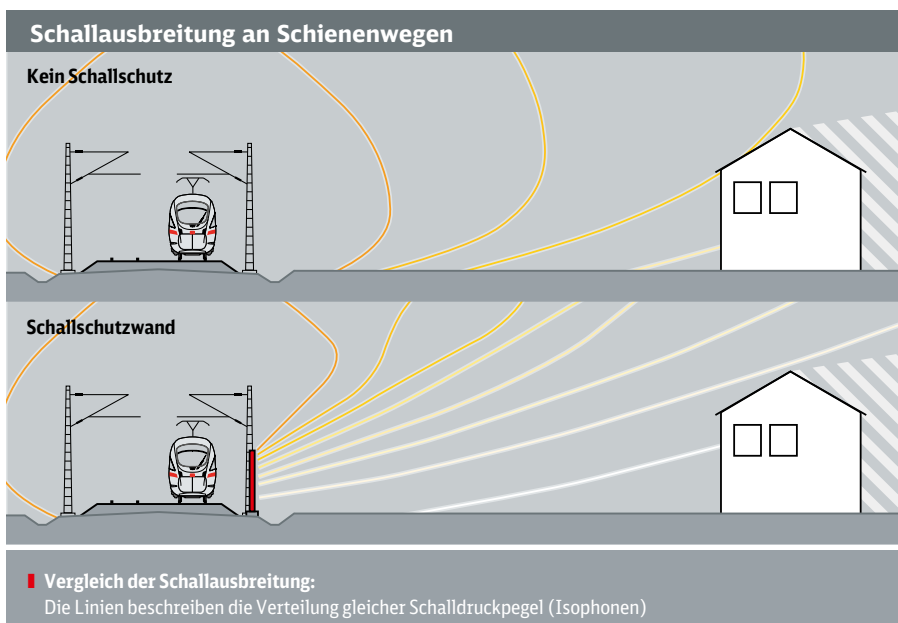 Schallausbreitung an Schienenwegen
Kein Schallschutz
Schallschutzwand
Vergleich der Schallausbreitung:
Die Linien beschreiben die Verteilung gleicher Schalldruckpegel (Isophonen)